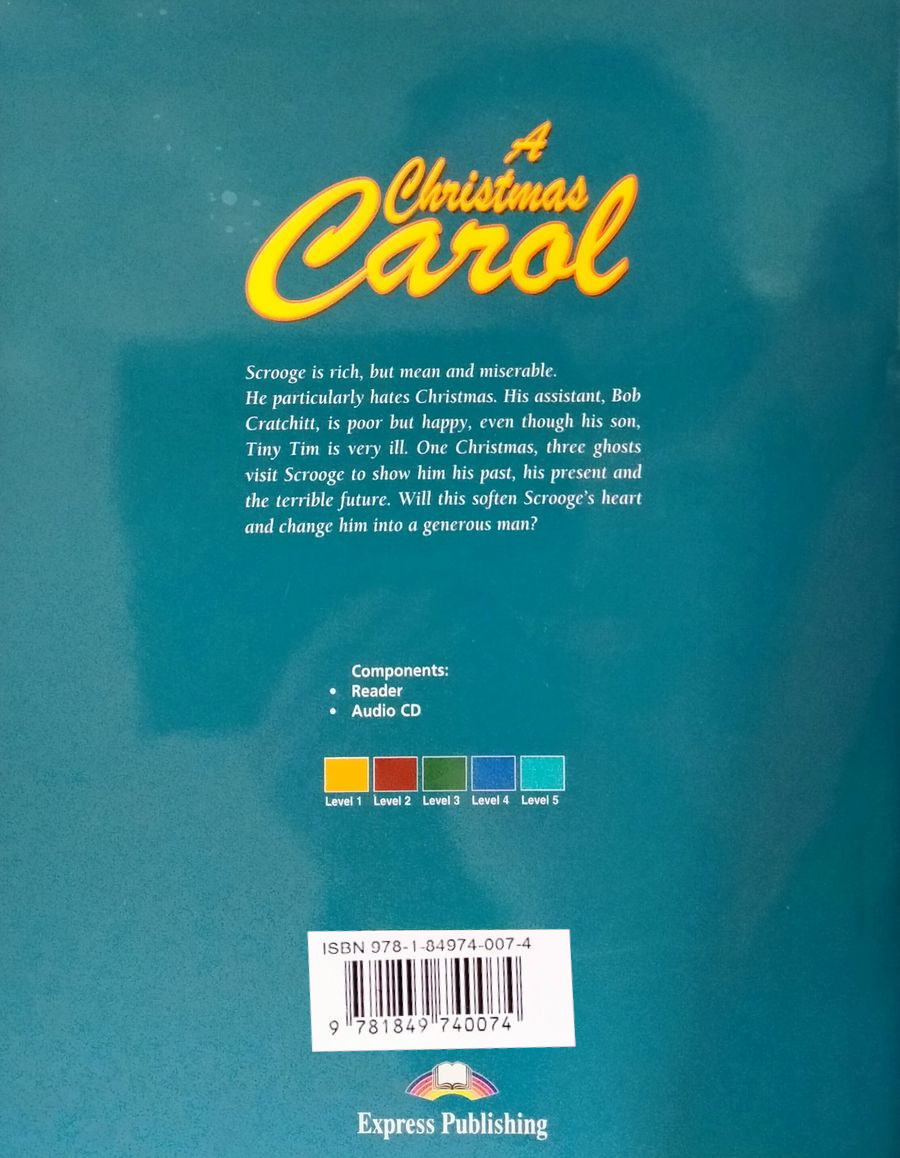 A
Christmas
Carol
Scrooge is rich, but mean and miserable.
He particularly hates Christmas. His assistant, Bob
Cratchitt, is poor but happy, even though his son,
Tiny Tim is very ill. One Christmas, three ghosts
visit Scrooge to show him his past, his present and
the terrible future. Will this soften Scrooge's heart
and change him into a generous man?
Components:
• Reader
• Audio CD
Level 1 Level 2 Level 3 Level 4 Level 5
ISBN 978-1-84974-007-4
9 781849 740074
Express Publishing